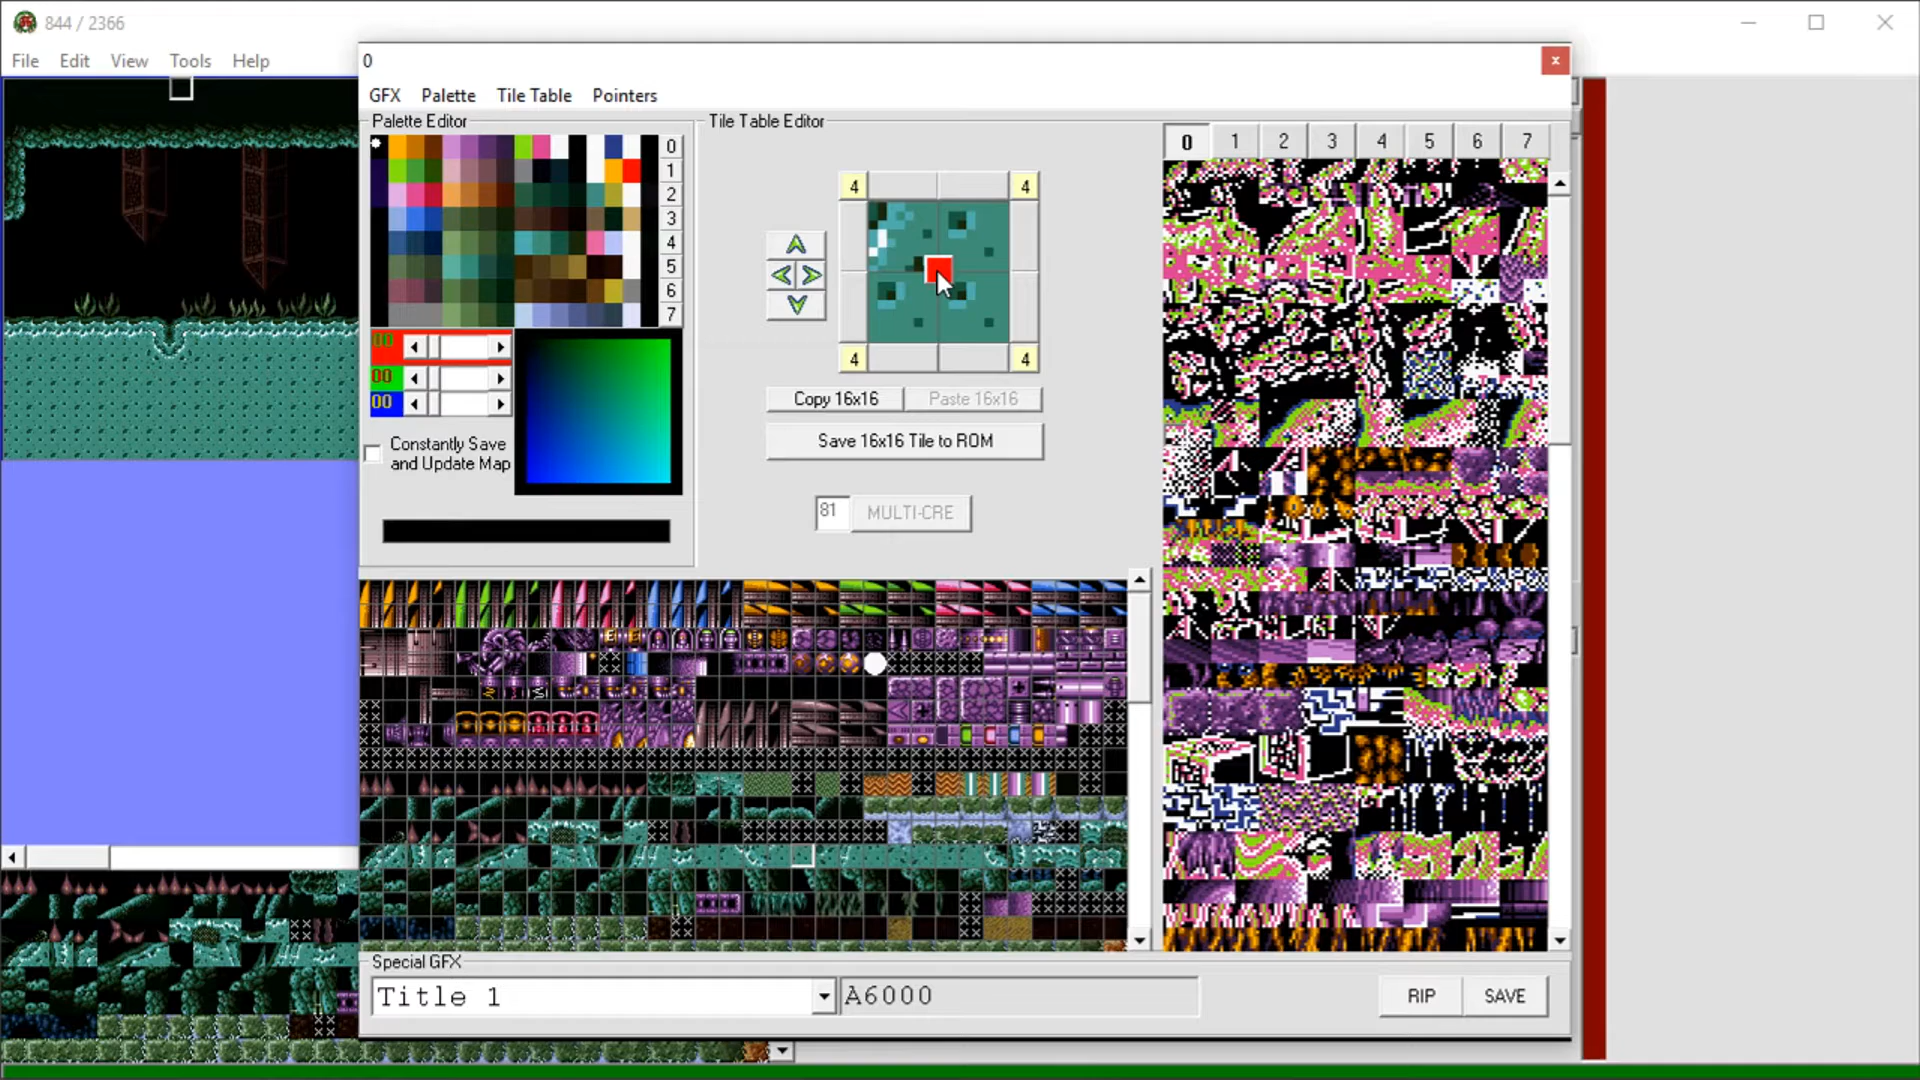 844 / 2366
File Edit View Tools Help
0
GFX Palette Tile Table Pointers
Palette Editor
Tile Table Editor
0 1 2 3 4 5 6 7
0
1
2
3
4
5
6
7
4 4
4 4
00
00
00
Copy 16x16 Paste 16x16
Save 16x16 Tile to ROM
Constantly Save
and Update Map
81 MULTI-CRE
Special GFX
Title 1 A6000 RIP SAVE